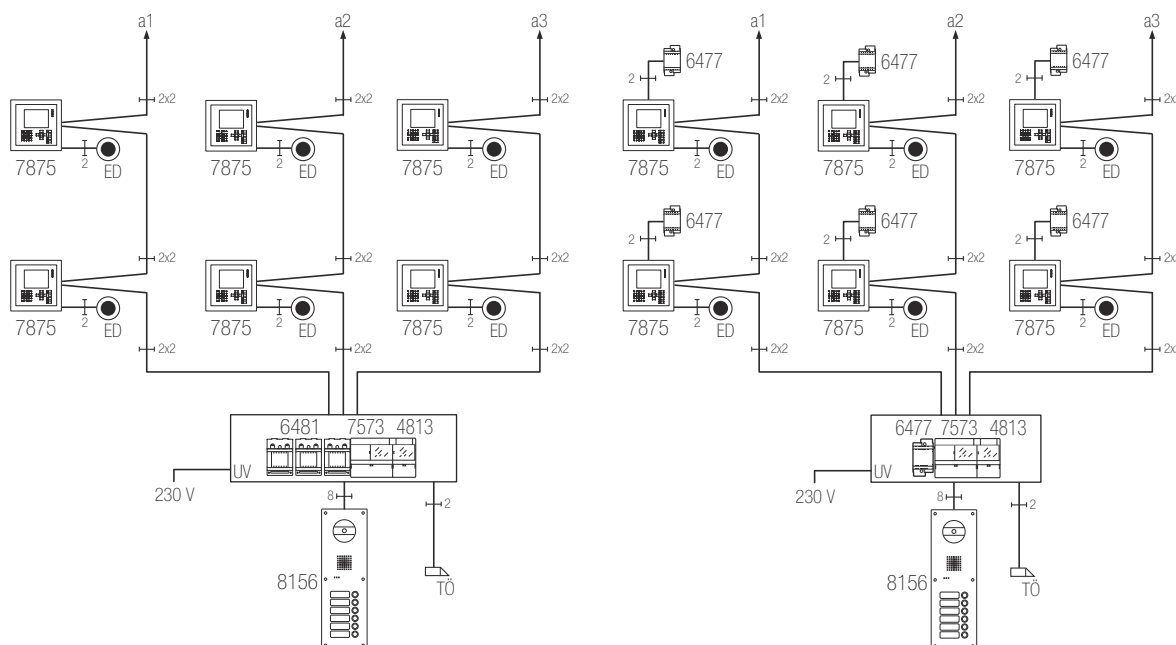 a1 a2 a3 a1 a2 a3
6477 6477 6477
2 2 2
2x2 2x2 2x2 2x2 2x2 2x2
7875 2 ED 7875 2 ED 7875 2 ED 7875 2 ED 7875 2 ED 7875 2 ED
6477 6477 6477
2 2 2
2x2 2x2 2x2 2x2 2x2 2x2
7875 2 ED 7875 2 ED 7875 2 ED 7875 2 ED 7875 2 ED 7875 2 ED
2x2 2x2 2x2 2x2 2x2 2x2
6481 7573 4813 6477 7573 4813
UV UV
230 V 8 2 230 V 8 2
8156 TÖ 8156 TÖ